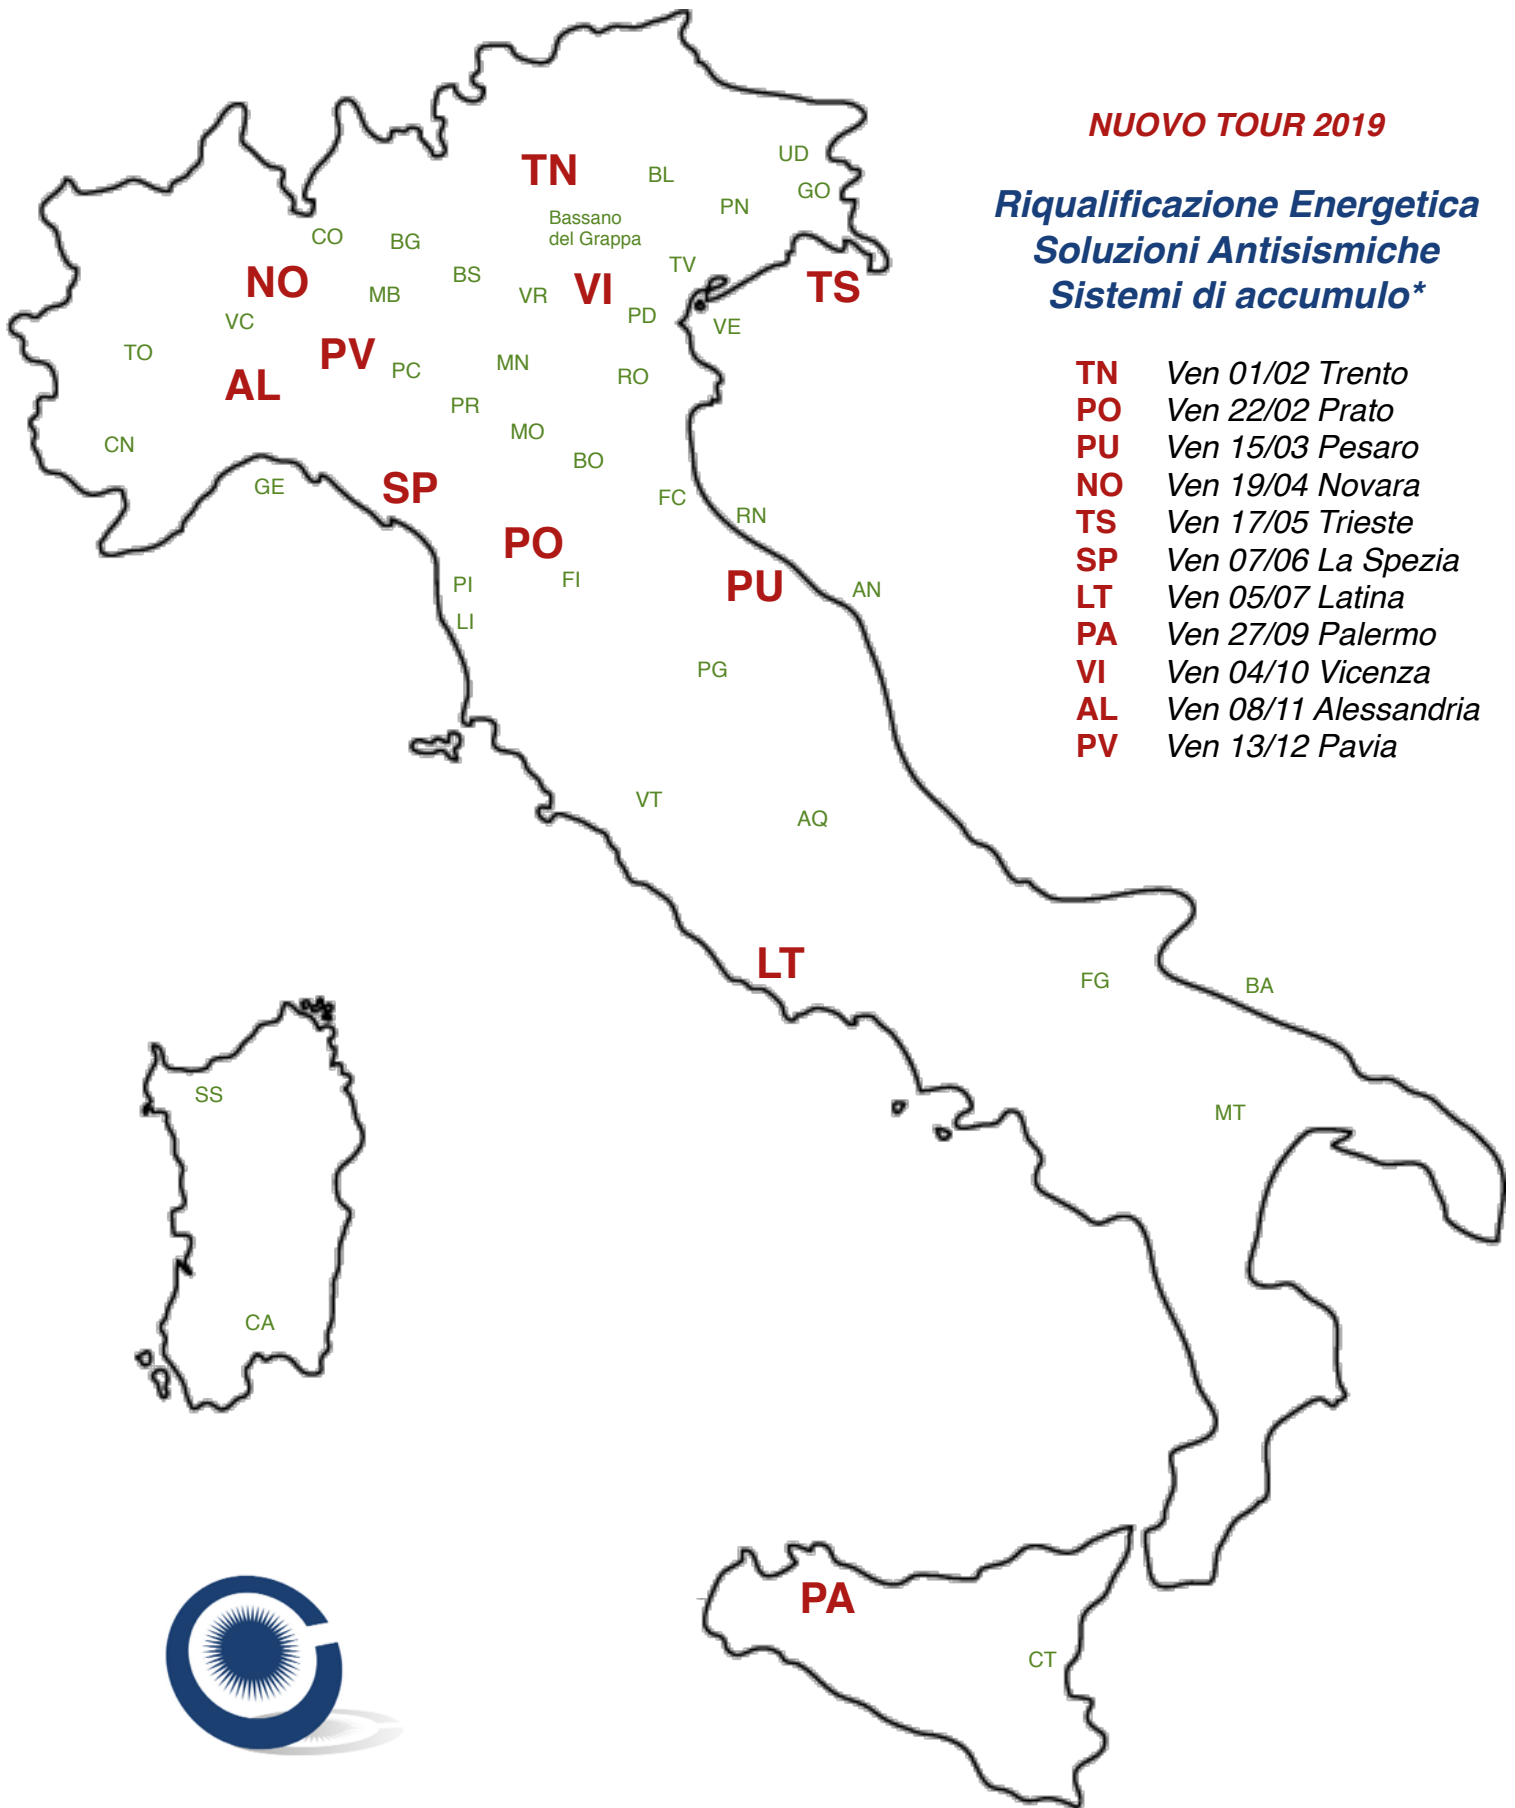 NUOVO TOUR 2019
Riqualificazione Energetica
Soluzioni Antisismiche
Sistemi di accumulo*
TN Ven 01/02 Trento
PO Ven 22/02 Prato
PU Ven 15/03 Pesaro
NO Ven 19/04 Novara
TS Ven 17/05 Trieste
SP Ven 07/06 La Spezia
LT Ven 05/07 Latina
PA Ven 27/09 Palermo
VI Ven 04/10 Vicenza
AL Ven 08/11 Alessandria
PV Ven 13/12 Pavia
UD
TN
BL
GO
PN
Bassano
del Grappa
CO
BG
TV
BS
NO
MB
VR
VI
TS
PD
VC
VE
TO
PV
MN
PC
RO
AL
PR
MO
CN
BO
GE
SP
FC
RN
PO
FI
PI
PU
AN
LI
PG
VT
AQ
LT
FG
BA
SS
MT
CA
PA
CT